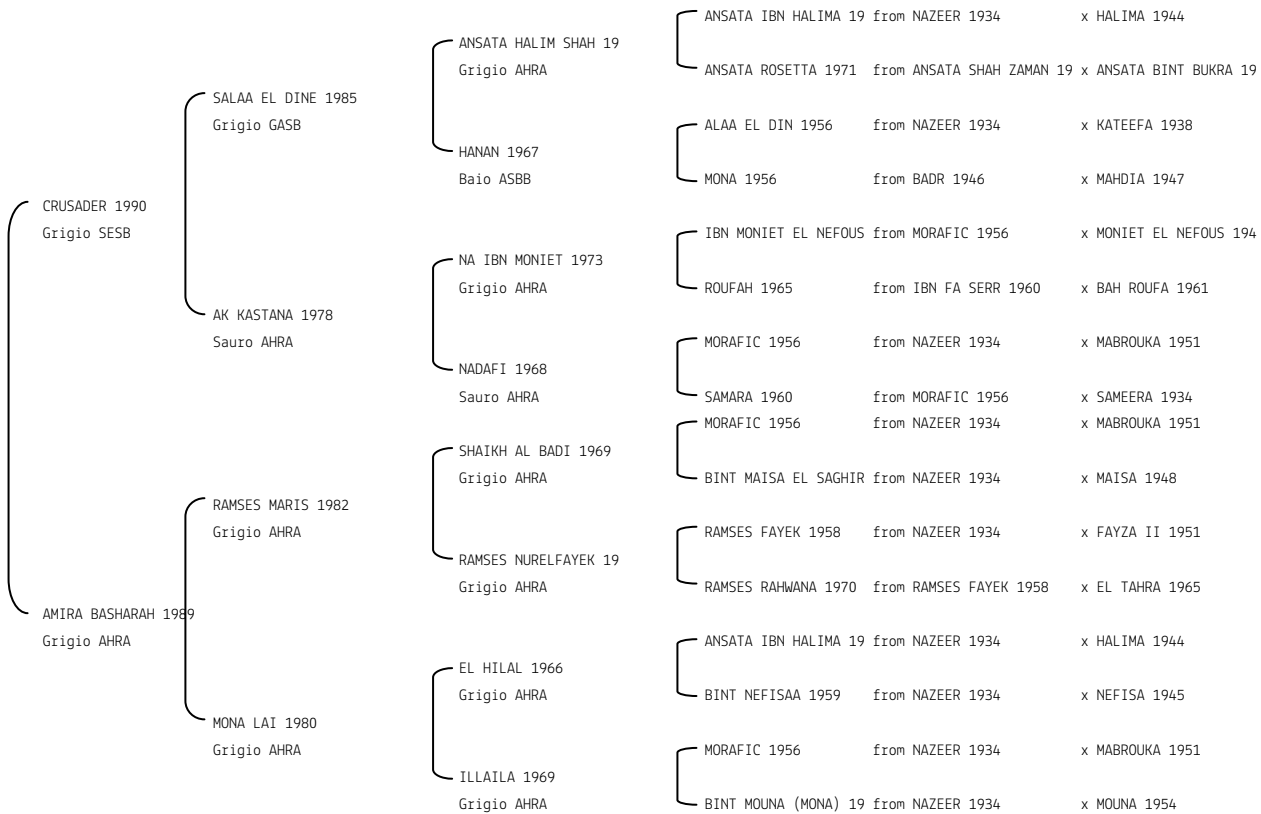 ANSATA IBN HALIMA 19 from NAZEER 1934 x HALIMA 1944
ANSATA HALIM SHAH 19
Grigio AHRA
ANSATA ROSETTA 1971 from ANSATA SHAH ZAMAN 19 x ANSATA BINT BUKRA 19
SALAA EL DINE 1985
Grigio GASB
ALAA EL DIN 1956 from NAZEER 1934 x KATEEFA 1938
HANAN 1967
Baio ASBB
MONA 1956 from BADR 1946 x MAHDIA 1947
CRUSADER 1990
Grigio SESB
IBN MONIET EL NEFOUS from MORAFIC 1956 x MONIET EL NEFOUS 194
NA IBN MONIET 1973
Grigio AHRA
ROUFAH 1965 from IBN FA SERR 1960 x BAH ROUFA 1961
AK KASTANA 1978
Sauro AHRA
MORAFIC 1956 from NAZEER 1934 x MABROUKA 1951
NADAFI 1968
Sauro AHRA
SAMARA 1960 from MORAFIC 1956 x SAMEERA 1934
MORAFIC 1956 from NAZEER 1934 x MABROUKA 1951
SHAIKH AL BADI 1969
Grigio AHRA
BINT MAISA EL SAGHIR from NAZEER 1934 x MAISA 1948
RAMSES MARIS 1982
Grigio AHRA
RAMSES FAYEK 1958 from NAZEER 1934 x FAYZA II 1951
RAMSES NURELFAYEK 19
Grigio AHRA
RAMSES RAHWANA 1970 from RAMSES FAYEK 1958 x EL TAHRA 1965
AMIRA BASHARAH 1989
Grigio AHRA
ANSATA IBN HALIMA 19 from NAZEER 1934 x HALIMA 1944
EL HILAL 1966
Grigio AHRA
BINT NEFISAA 1959 from NAZEER 1934 x NEFISA 1945
MONA LAI 1980
Grigio AHRA
MORAFIC 1956 from NAZEER 1934 x MABROUKA 1951
ILLAILA 1969
Grigio AHRA
BINT MOUNA (MONA) 19 from NAZEER 1934 x MOUNA 1954